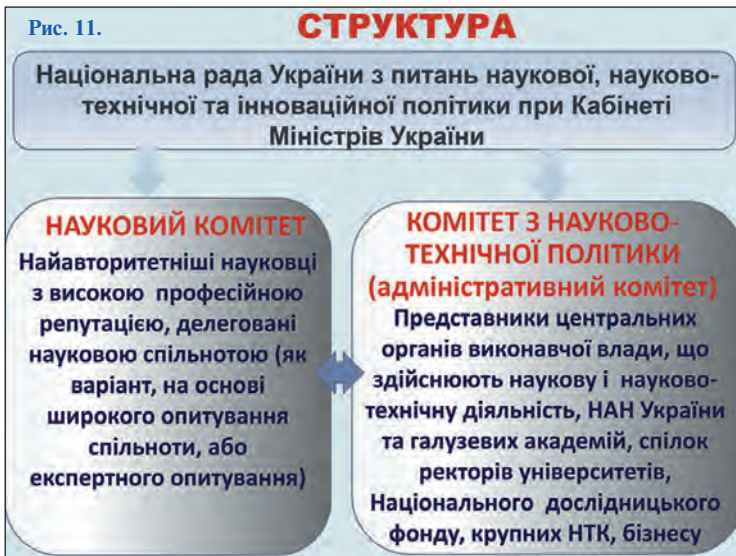 Рис. 11.
СТРУКТУРА
Національна рада України з питань наукової, науково-
технічної та інноваційної політики при Кабінеті
Міністрів України
НАУКОВИЙ КОМІТЕТ
Найавторитетніші науковці
з високою професійною
репутацією, делеговані
науковою спільнотою (як
варіант, на основі
широкого опитування
спільноти, або
експертного опитування)
КОМІТЕТ З НАУКОВО-
ТЕХНІЧНОЇ ПОЛІТИКИ
(адміністративний комітет)
Представники центральних
органів виконавчої влади, що
здійснюють наукову і науково-
технічну діяльність, НАН України
та галузевих академій, спілок
ректорів університетів,
Національного дослідницького
фонду, крупних НТК, бізнесу